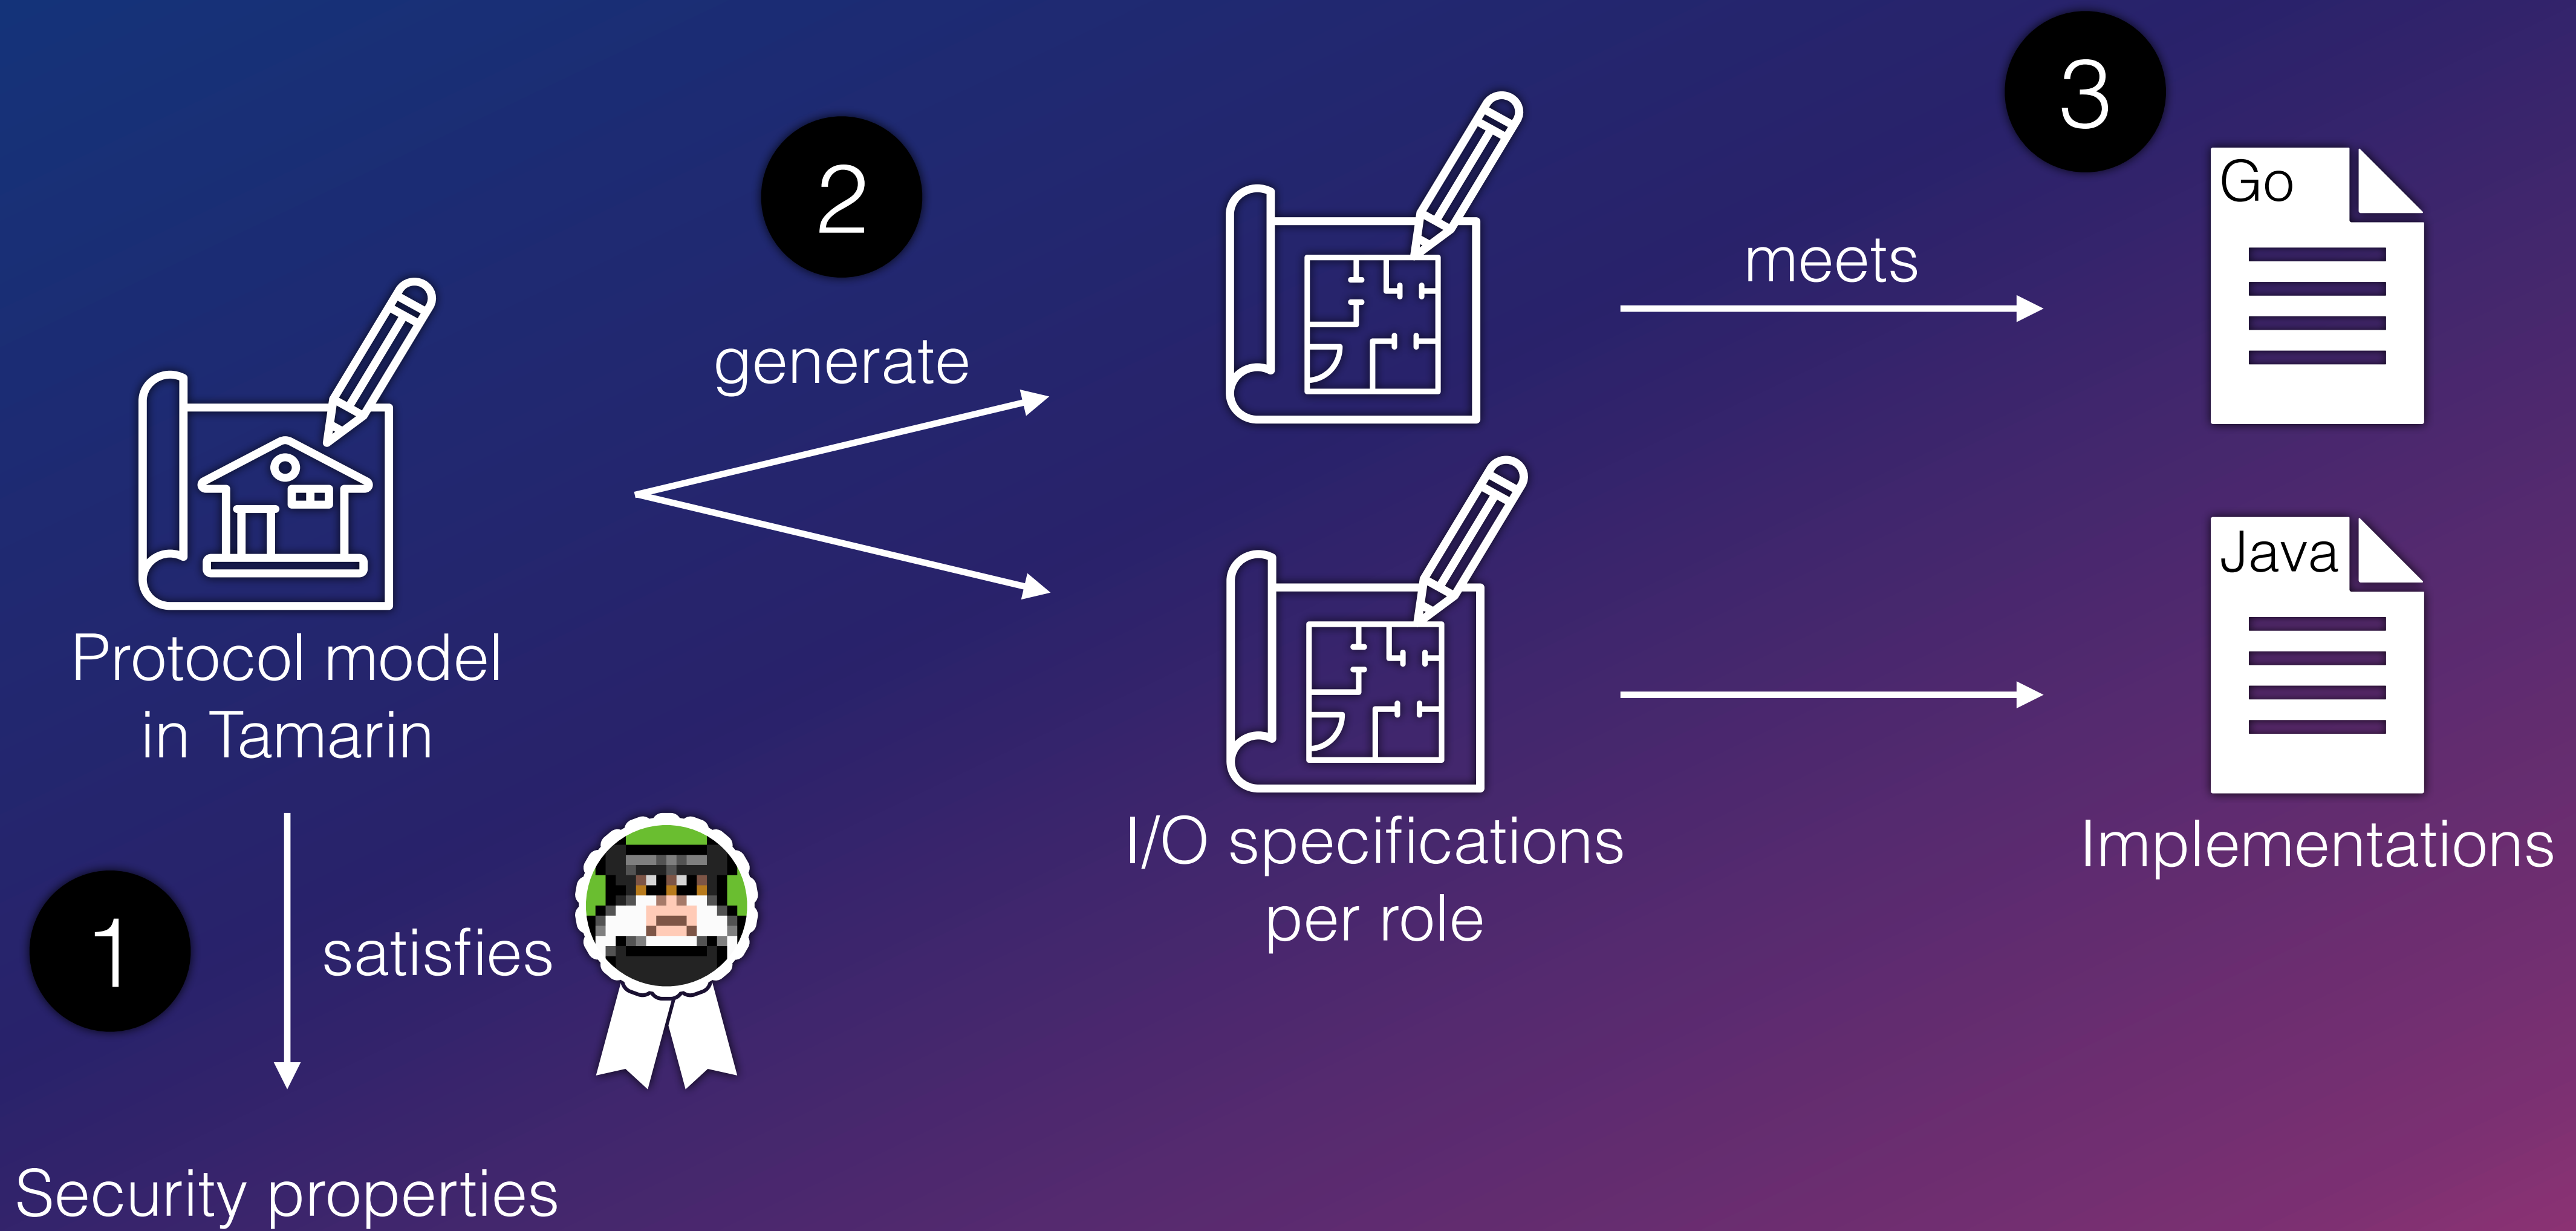 1
2
3
Protocol model
in Tamarin
satisfies
Security properties
generate
I/O specifications
per role
meets
Go
Java
Implementations